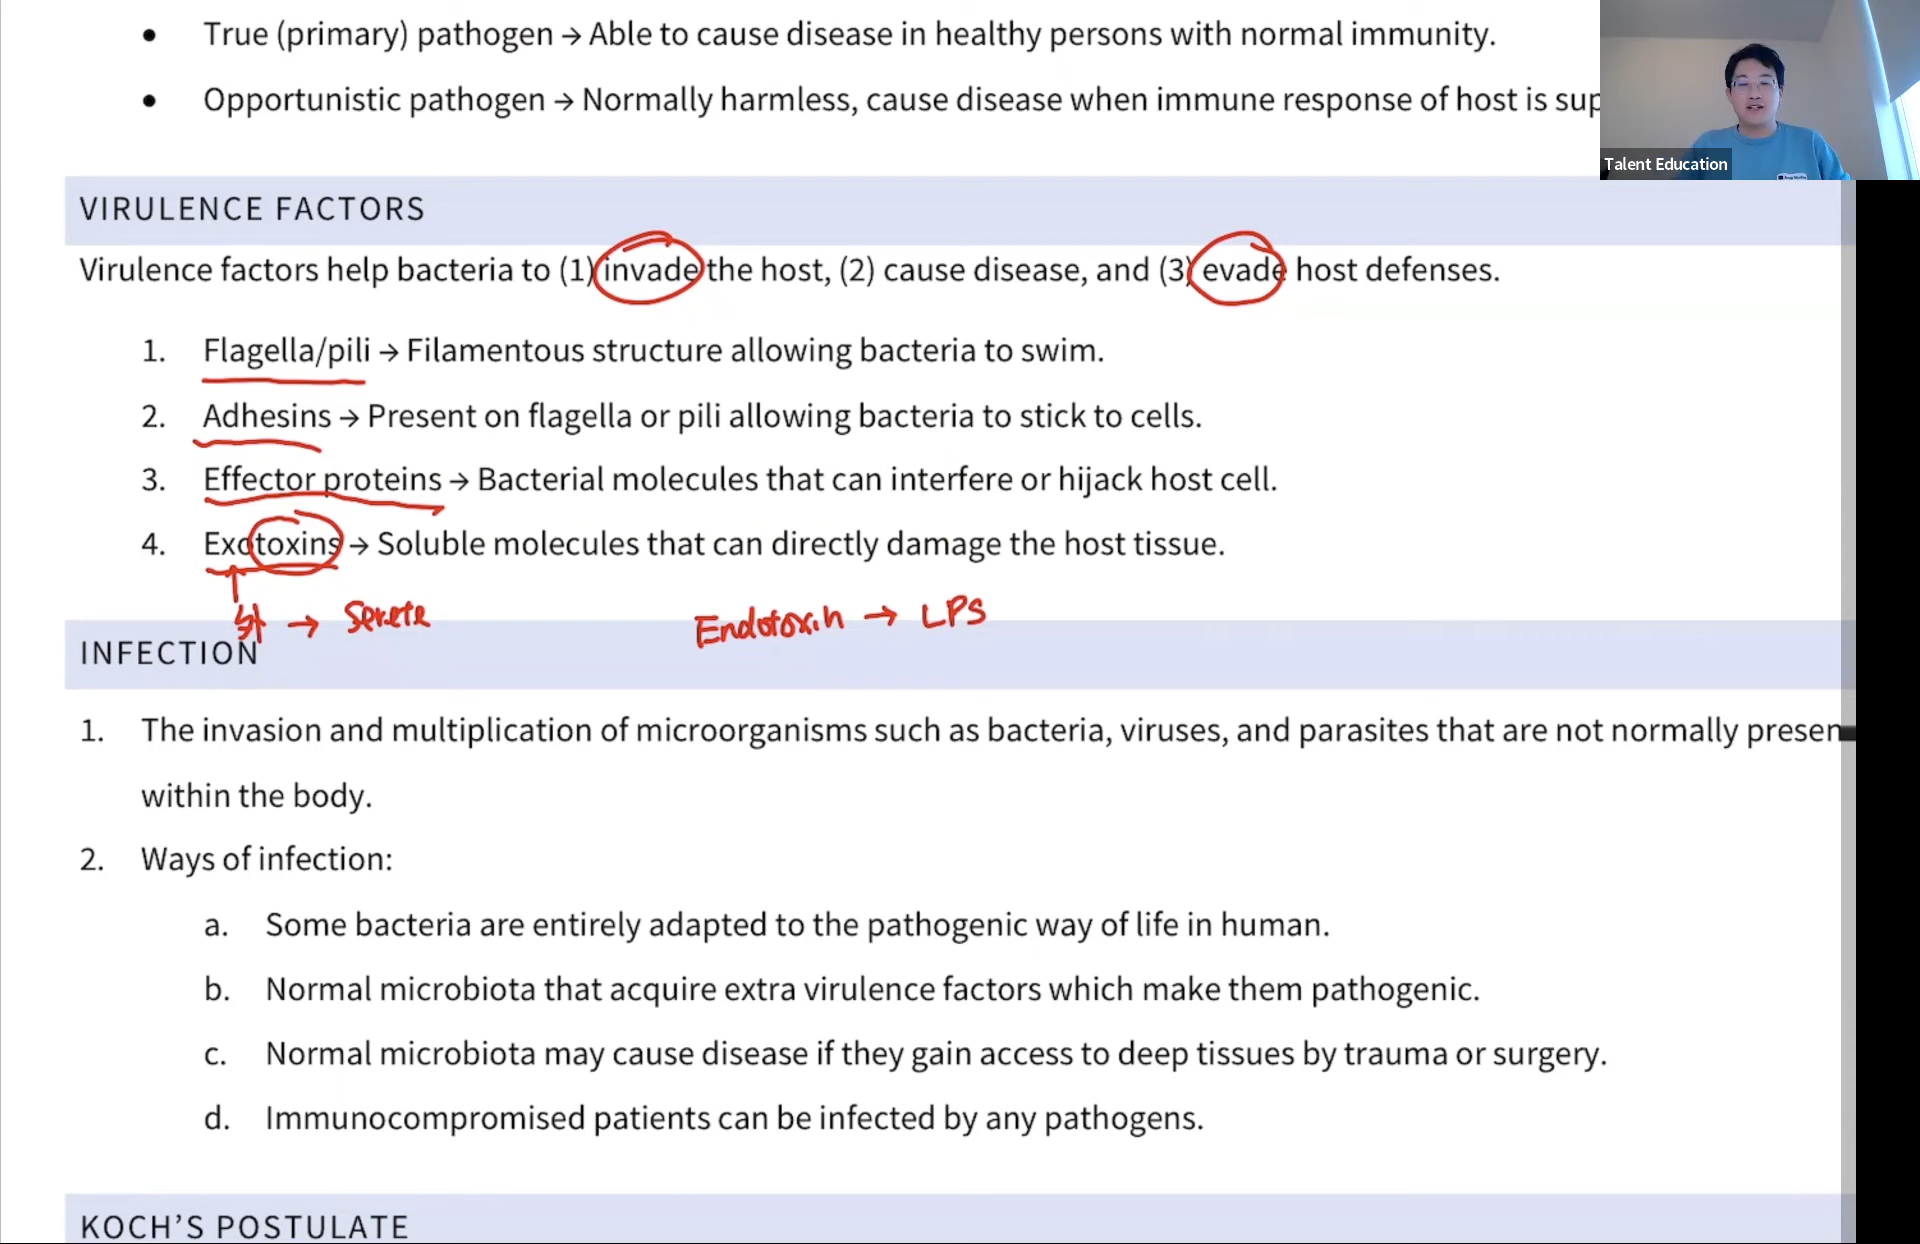 • True (primary) pathogen → Able to cause disease in healthy persons with normal immunity.
• Opportunistic pathogen → Normally harmless, cause disease when immune response of host is sup
Talent Education
VIRULENCE FACTORS
Virulence factors help bacteria to (1) invade the host, (2) cause disease, and (3) evade host defenses.
1. Flagella/pili → Filamentous structure allowing bacteria to swim.
2. Adhesins → Present on flagella or pili allowing bacteria to stick to cells.
3. Effector proteins → Bacterial molecules that can interfere or hijack host cell.
4. Exotoxins → Soluble molecules that can directly damage the host tissue.
外 →
Endotoxin → LPS
INFECTION
1. The invasion and multiplication of microorganisms such as bacteria, viruses, and parasites that are not normally presen
within the body.
2. Ways of infection:
a. Some bacteria are entirely adapted to the pathogenic way of life in human.
b. Normal microbiota that acquire extra virulence factors which make them pathogenic.
c. Normal microbiota may cause disease if they gain access to deep tissues by trauma or surgery.
d. Immunocompromised patients can be infected by any pathogens.
KOCH'S POSTULATE